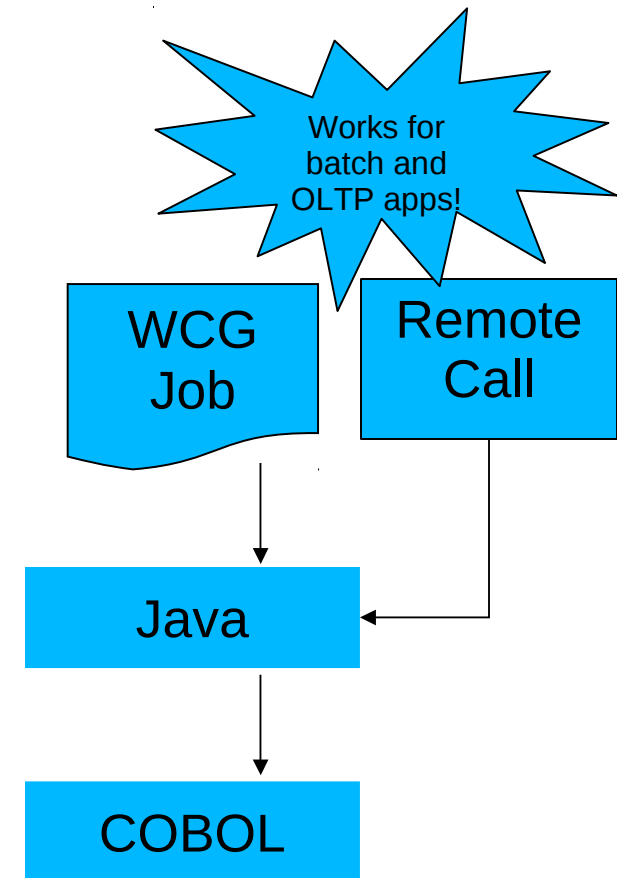 Works for
batch and
OLTP apps!
WCG
Job
Remote
Call
Java
COBOL